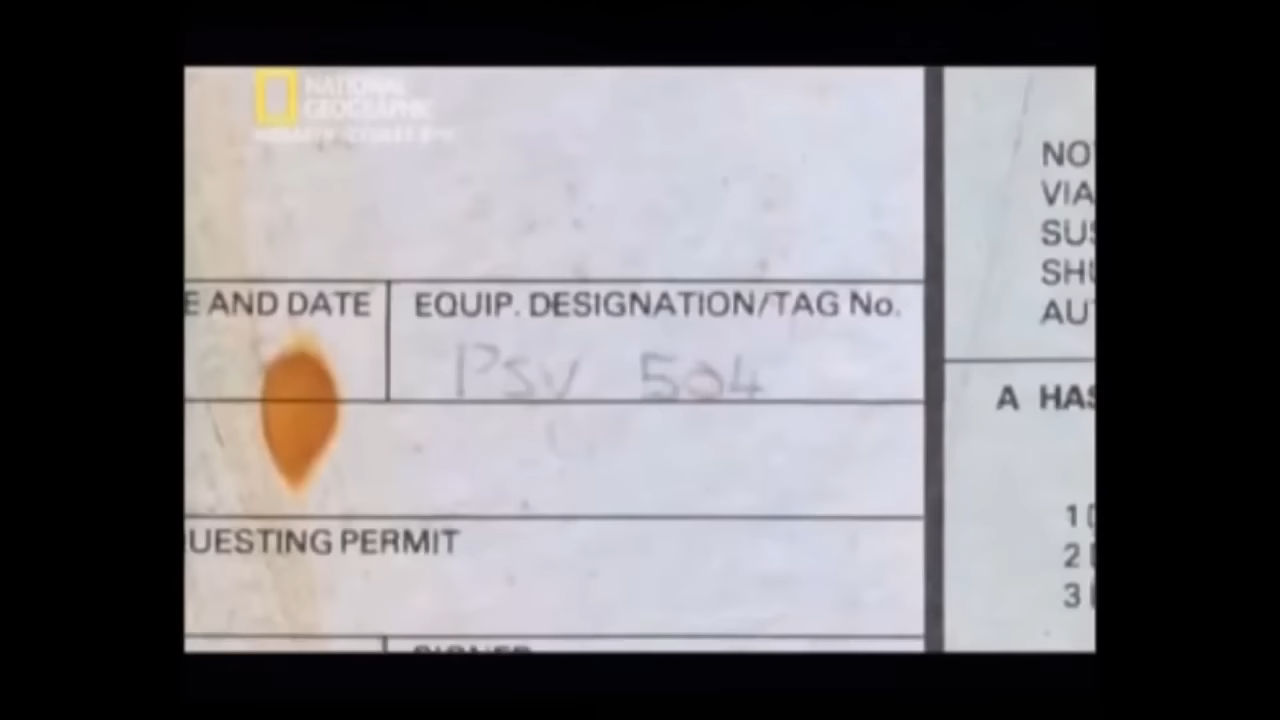 NATIONAL
GEOGRAPHIC
E AND DATE
EQUIP. DESIGNATION/TAG No.
PSV 504
UESTING PERMIT
SIGNED
NO
VIA
SUS
SHU
AU
A HAS
1
2
3